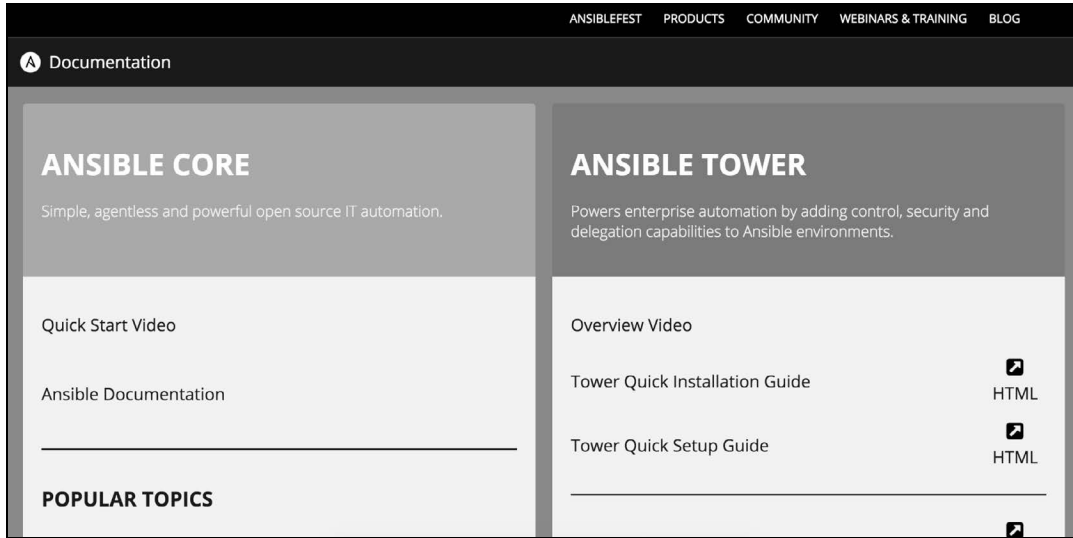 ANSIBLEFEST PRODUCTS COMMUNITY WEBINARS & TRAINING BLOG
Documentation
ANSIBLE CORE
Simple, agentless and powerful open source IT automation.
Quick Start Video
Ansible Documentation
POPULAR TOPICS
ANSIBLE TOWER
Powers enterprise automation by adding control, security and
delegation capabilities to Ansible environments.
Overview Video
Tower Quick Installation Guide
HTML
Tower Quick Setup Guide
HTML